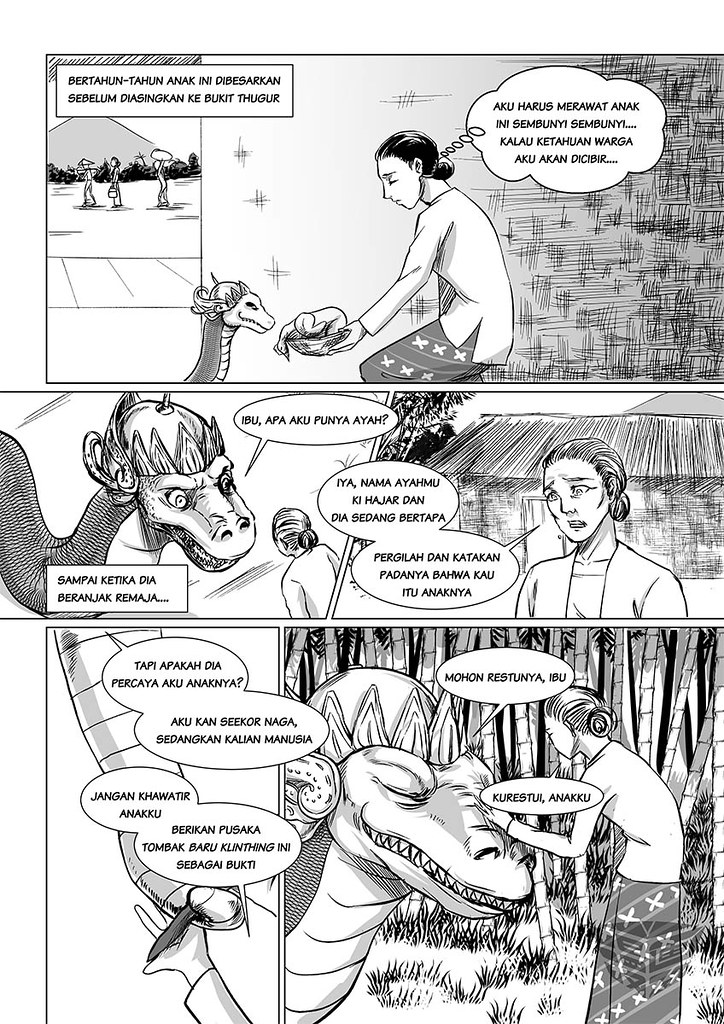 BERTAHUN-TAHUN ANAK INI DIBESARKAN
SEBELUM DIASINGKAN KE BUKIT THUGUR
AKU HARUS MERAWAT ANAK
INI SEMBUNYI SEMBUNYI....
KALAU KETAHUAN WARGA
AKU AKAN DICIBIR....
IBU, APA AKU PUNYA AYAH?
SAMPAI KETIKA DIA
BERANJAK REMAJA....
IYA, NAMA AYAHMU
KI HAJAR DAN
DIA SEDANG BERTAPA
PERGILAH DAN KATAKAN
PADANYA BAHWA KAU
ITU ANAKNYA
TAPI APAKAH DIA
PERCAYA AKU ANAKNYA?
AKU KAN SEEKOR NAGA,
SEDANGKAN KALIAN MANUSIA
JANGAN KHAWATIR
ANAKKU
BERIKAN PUSAKA
TOMBAK BARU KLINTHING INI
SEBAGAI BUKTI
MOHON RESTUNYA, IBU
KURESTUI, ANAKKU